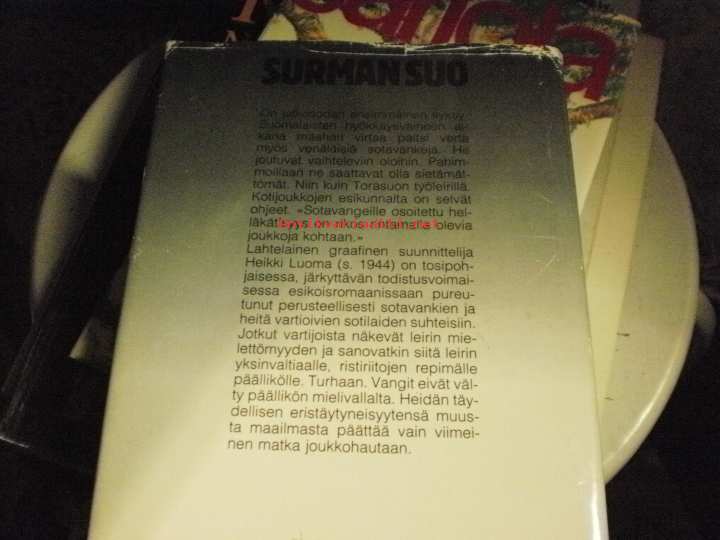 SURMAN SUO
On jatkosodan ensimmäinen syksy.
Suomalaisten hyökkäysvaiheen ai-
kana maahan virtaa paitsi verta
myös venäläisiä sotavankeja. He
joutuvat vaihteleviin oloihin. Pahim-
moillaan ne saattavat olla sietämät-
tömät. Niin kuin Torasuon työleirillä.
Kotijoukkojen esikunnalta on selvät
ohjeet. »Sotavangeille osoitettu hel-
läkätisyys on rikos rintamalla olevia
joukkoja kohtaan.»
Lahtelainen graafinen suunnittelija
Heikki Luoma (s. 1944) on tosipoh-
jaisessa, järkyttävän todistusvoimai-
sessa esikoisromaanissaan pureu-
tunut perusteellisesti sotavankien ja
heitä vartioivien sotilaiden suhteisiin.
Jotkut vartijoista näkevät leirin mie-
lettömyyden ja sanovatkin siitä leirin
yksinvaltiaalle, ristiriitojen repimälle
päällikölle. Turhaan. Vangit eivät väl-
ty päällikön mielivallalta. Heidän täy-
dellisen eristäytyneisyytensä muus-
ta maailmasta päättää vain viimei-
nen matka joukkohautaan.